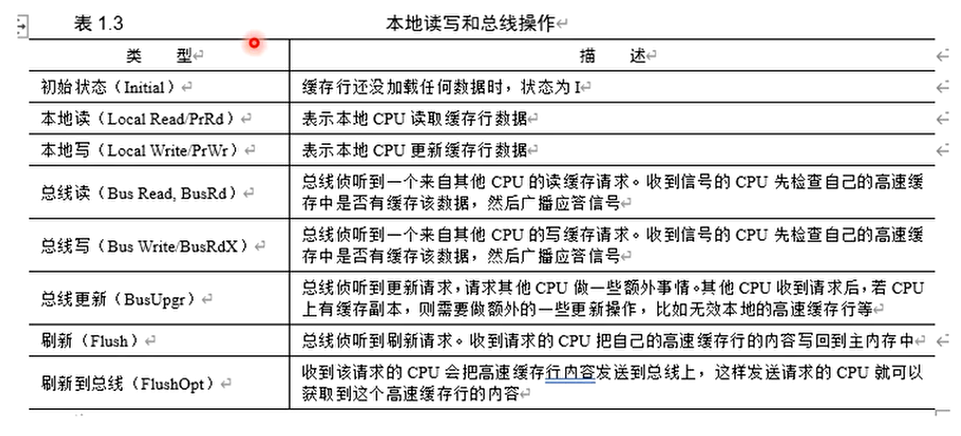 表 1.3 本地读写和总线操作
类 型 描 述
初始状态（Initial） 缓存行还没加载任何数据时，状态为 I
本地读（Local Read/PrRd） 表示本地 CPU 读取缓存行数据
本地写（Local Write/PrWr） 表示本地 CPU 更新缓存行数据
总线读（Bus Read, BusRd） 总线侦听到一个来自其他 CPU 的读缓存请求。收到信号的 CPU 先检查自己的高速缓
存中是否有缓存该数据，然后广播应答信号
总线写（Bus Write/BusRdX） 总线侦听到一个来自其他 CPU 的写缓存请求。收到信号的 CPU 先检查自己的高速缓
存中是否有缓存该数据，然后广播应答信号
总线更新（BusUpgr） 总线侦听到更新请求，请求其他 CPU 做一些额外事情。其他 CPU 收到请求后，若 CPU
上有缓存副本，则需要做额外的一些更新操作，比如无效本地的高速缓存行等
刷新（Flush） 总线侦听到刷新请求。收到请求的 CPU 把自己的高速缓存行的内容写回到主内存中
刷新到总线（FlushOpt） 收到该请求的 CPU 会把高速缓存行内容发送到总线上，这样发送请求的 CPU 就可以
获取到这个高速缓存行的内容